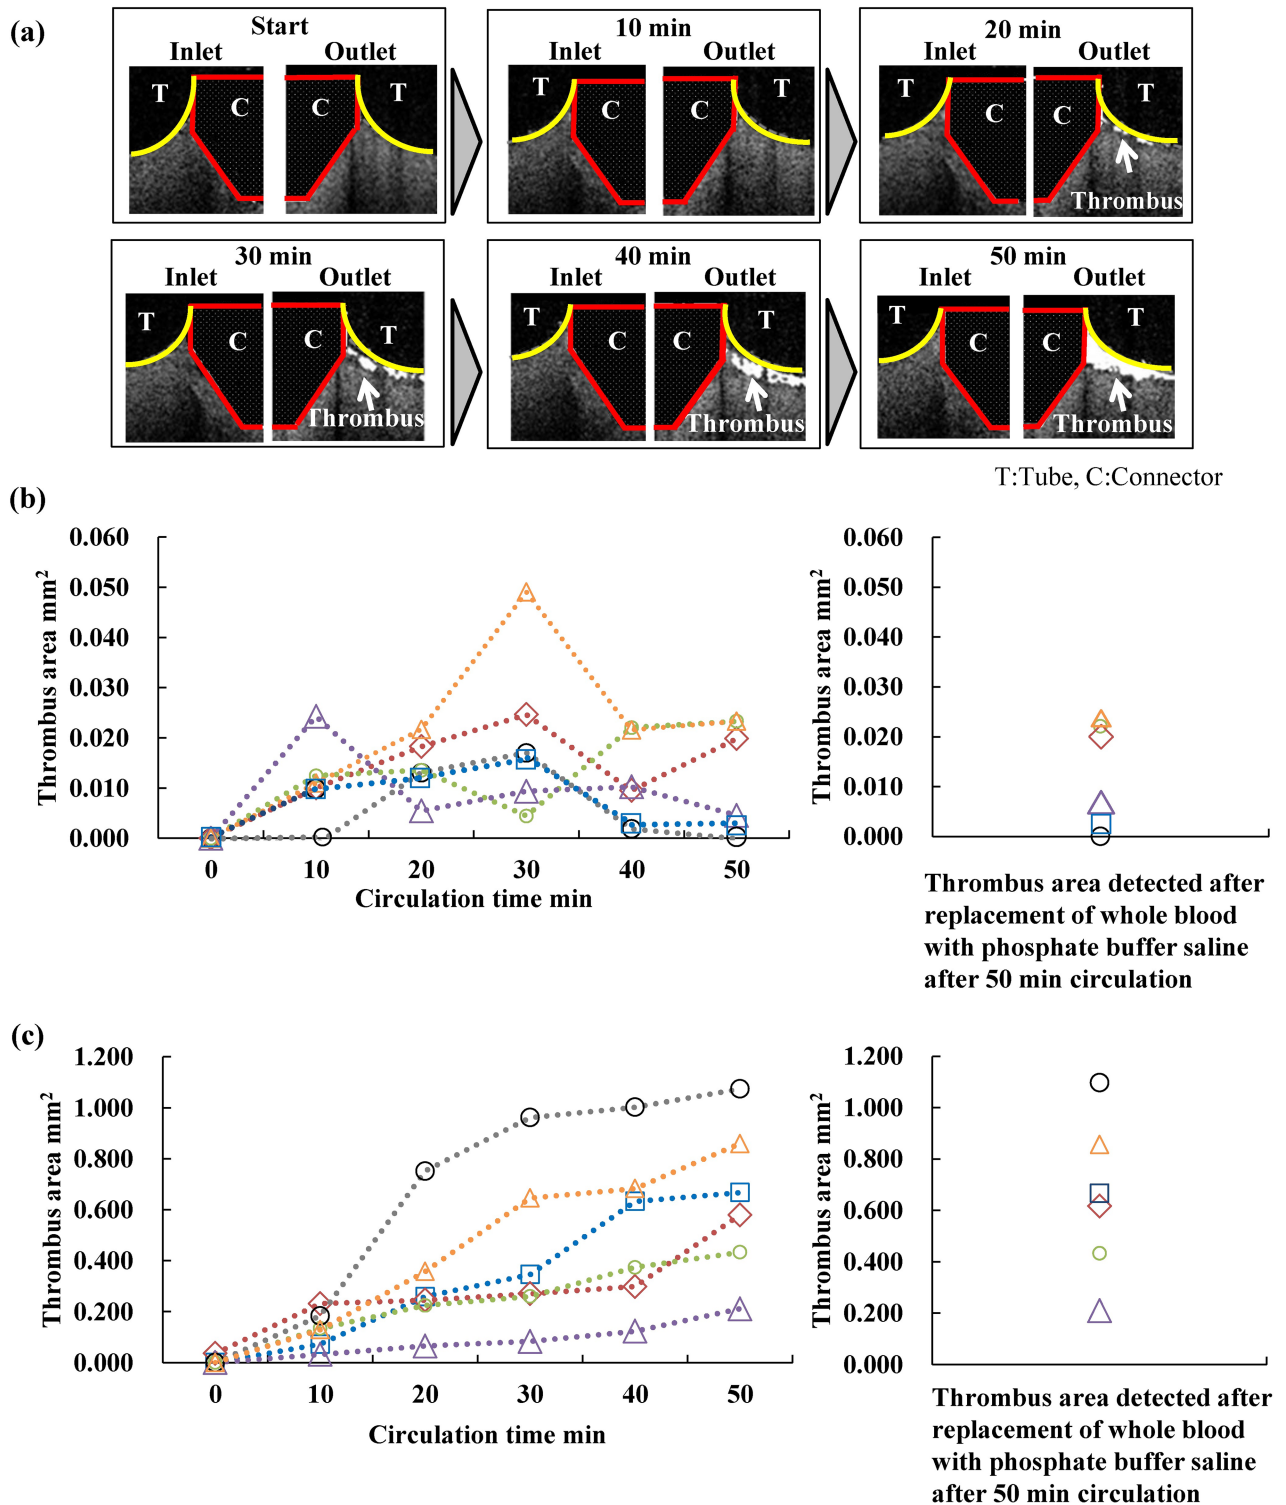 (a)
Start
Inlet Outlet
T C C T
10 min
Inlet Outlet
T C C T
20 min
Inlet Outlet
T C C T
Thrombus
30 min
Inlet Outlet
T C C T
Thrombus
40 min
Inlet Outlet
T C C T
Thrombus
50 min
Inlet Outlet
T C C T
Thrombus
T:Tube, C:Connector
(b)
Thrombus area mm²
0.060
0.050
0.040
0.030
0.020
0.010
0.000
0 10 20 30 40 50
Circulation time min
Thrombus area mm²
0.060
0.050
0.040
0.030
0.020
0.010
0.000
Thrombus area detected after
replacement of whole blood
with phosphate buffer saline
after 50 min circulation
(c)
Thrombus area mm²
1.200
1.000
0.800
0.600
0.400
0.200
0.000
0 10 20 30 40 50
Circulation time min
Thrombus area mm²
1.200
1.000
0.800
0.600
0.400
0.200
0.000
Thrombus area detected after
replacement of whole blood
with phosphate buffer saline
after 50 min circulation